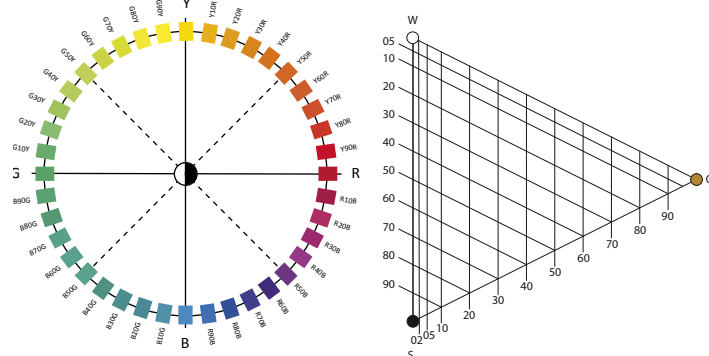 Y
Y10R
Y20R
Y30R
Y40R
Y50R
Y60R
Y70R
Y80R
Y90R
R
R10B
R20B
R30B
R40B
R50B
R60B
R70B
R80B
R90B
B
B10G
B20G
B30G
B40G
B50G
B60G
B70G
B80G
B90G
G
G10Y
G20Y
G30Y
G40Y
G50Y
G60Y
G70Y
G80Y
G90Y
W
05
10
20
30
40
50
60
70
80
90
S
02
05
10
20
30
40
50
60
70
80
90
C